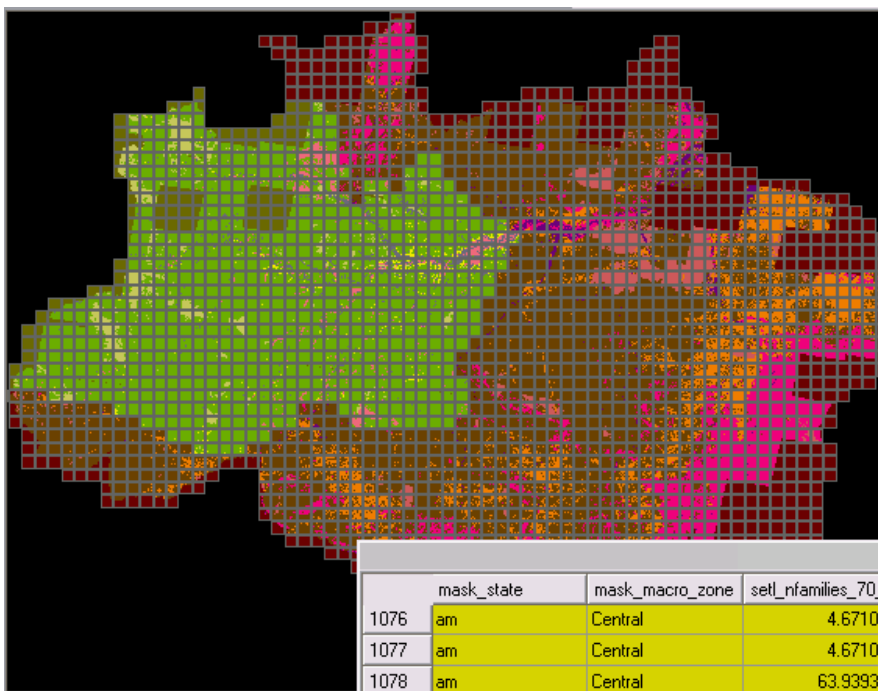 mask_state mask_macro_zone setl_nfamilies_70_
1076 am Central 4.6710
1077 am Central 4.6710
1078 am Central 63.9393